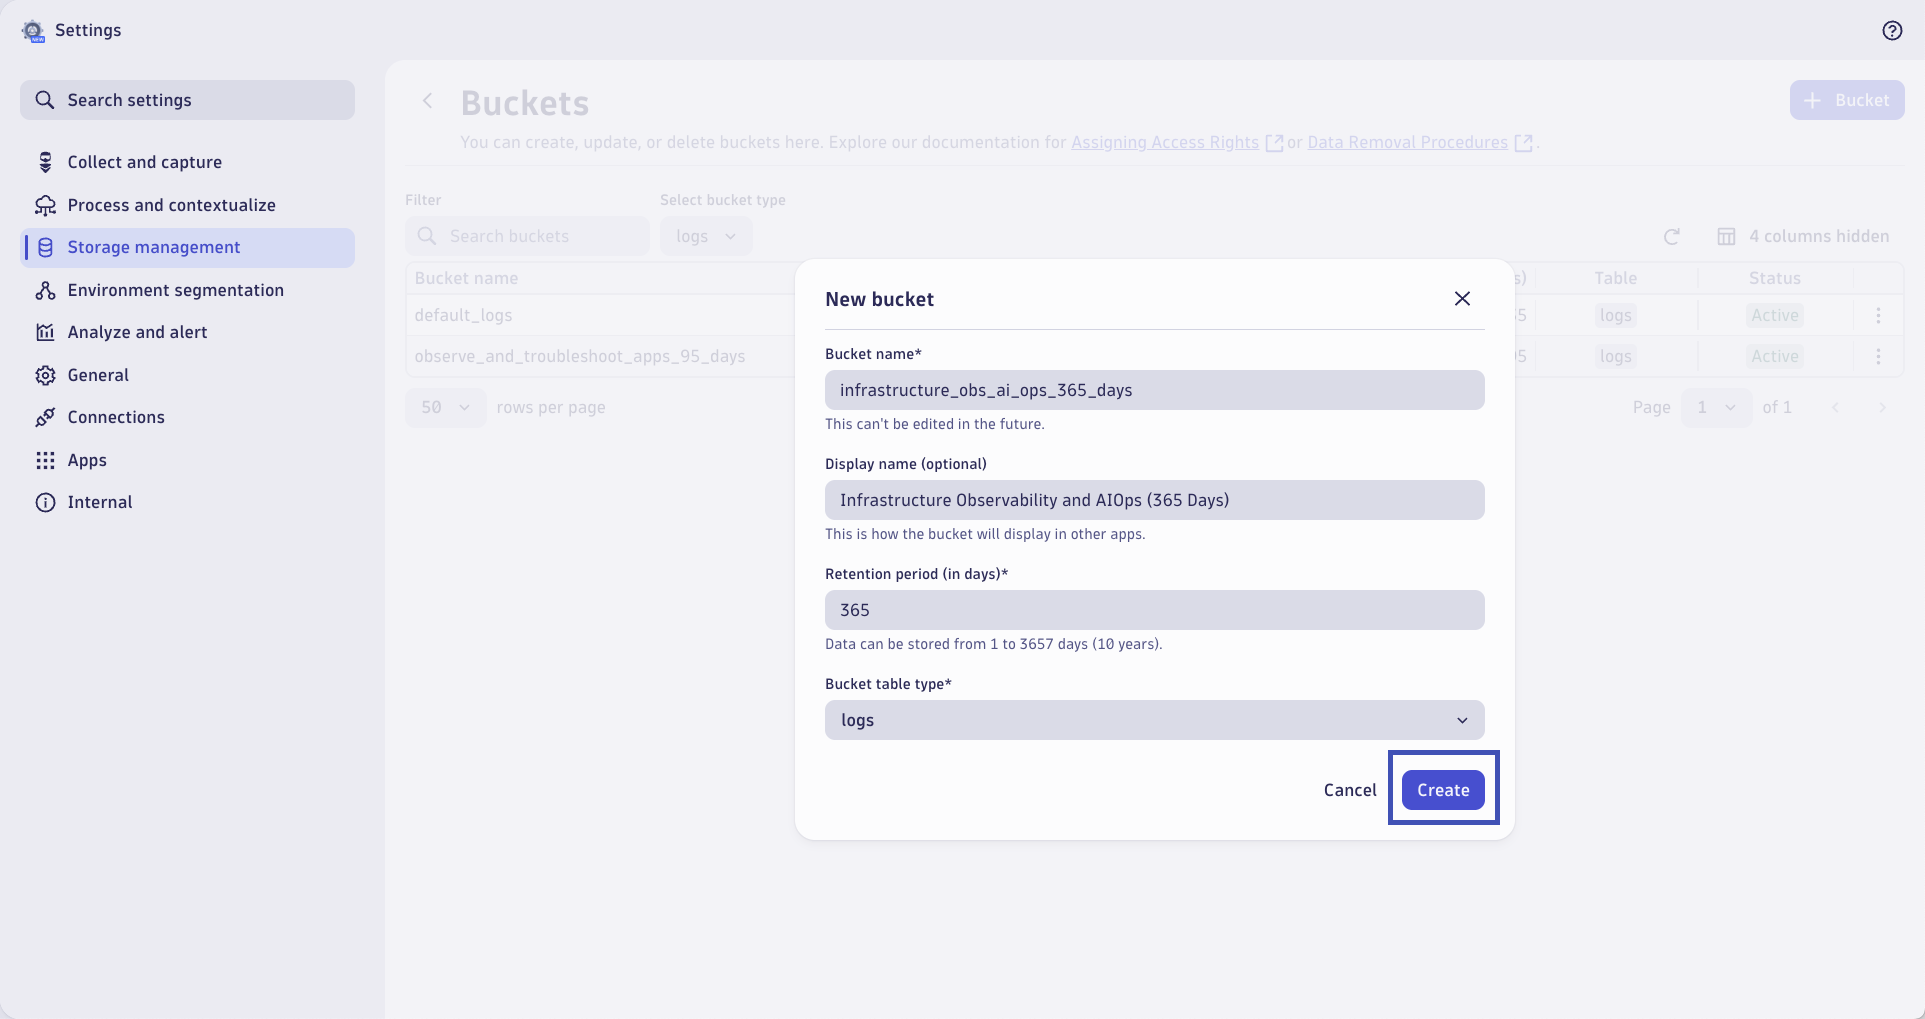 Settings
NEW
Search settings
Collect and capture
Process and contextualize
Storage management
Environment segmentation
Analyze and alert
General
Connections
Apps
Internal
Buckets
+ Bucket
You can create, update, or delete buckets here. Explore our documentation for Assigning Access Rights or Data Removal Procedures .
Filter
Select bucket type
Search buckets
logs
4 columns hidden
Bucket name
s)
Table
Status
default_logs
5
logs
Active
observe_and_troubleshoot_apps_95_days
5
logs
Active
50
rows per page
Page
1
of 1
New bucket
Bucket name*
infrastructure_obs_ai_ops_365_days
This can't be edited in the future.
Display name (optional)
Infrastructure Observability and AIOps (365 Days)
This is how the bucket will display in other apps.
Retention period (in days)*
365
Data can be stored from 1 to 3657 days (10 years).
Bucket table type*
logs
Cancel
Create